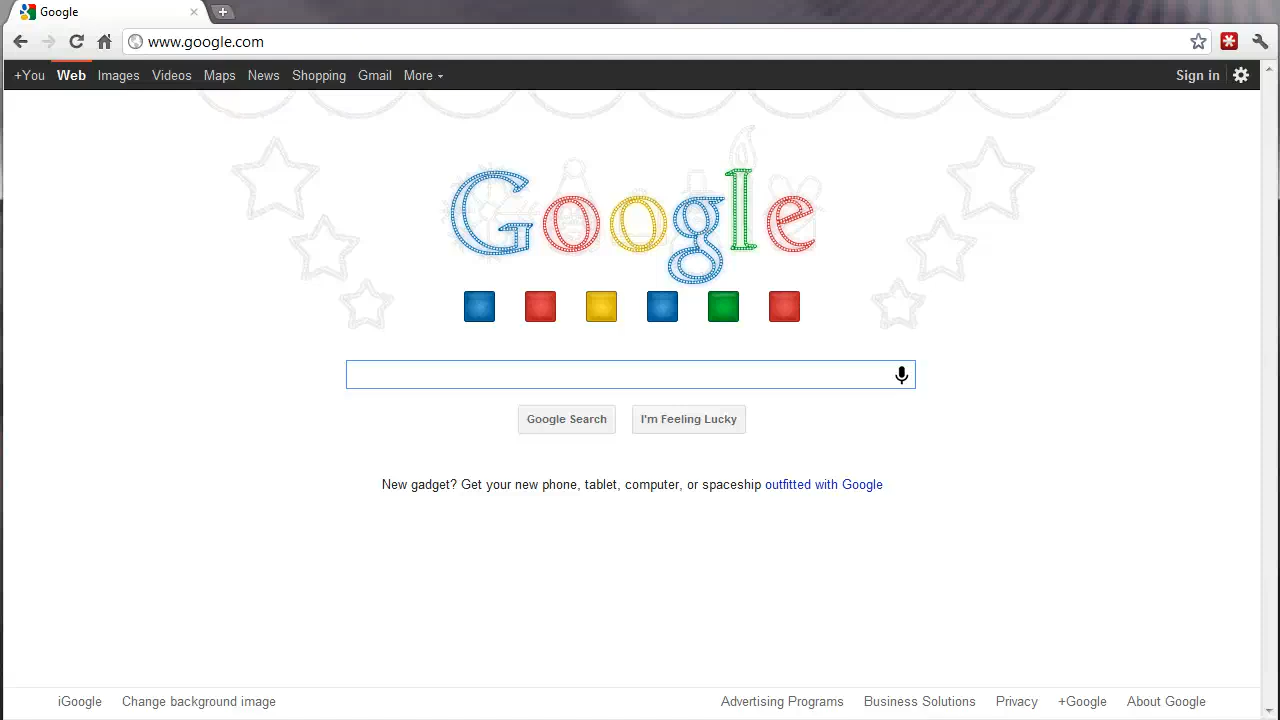 Google
www.google.com
+You Web Images Videos Maps News Shopping Gmail More Sign in
Google
Google Search I'm Feeling Lucky
New gadget? Get your new phone, tablet, computer, or spaceship outfitted with Google
iGoogle Change background image Advertising Programs Business Solutions Privacy +Google About Google